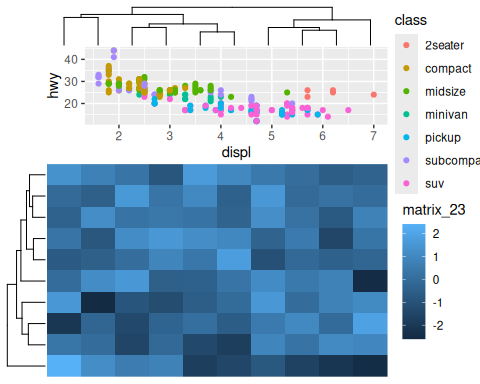 class
2seater
compact
midsize
minivan
pickup
subcompa
suv
hwy
40
30
20
2
3
4
5
6
7
displ
matrix_23
2
1
0
-1
-2